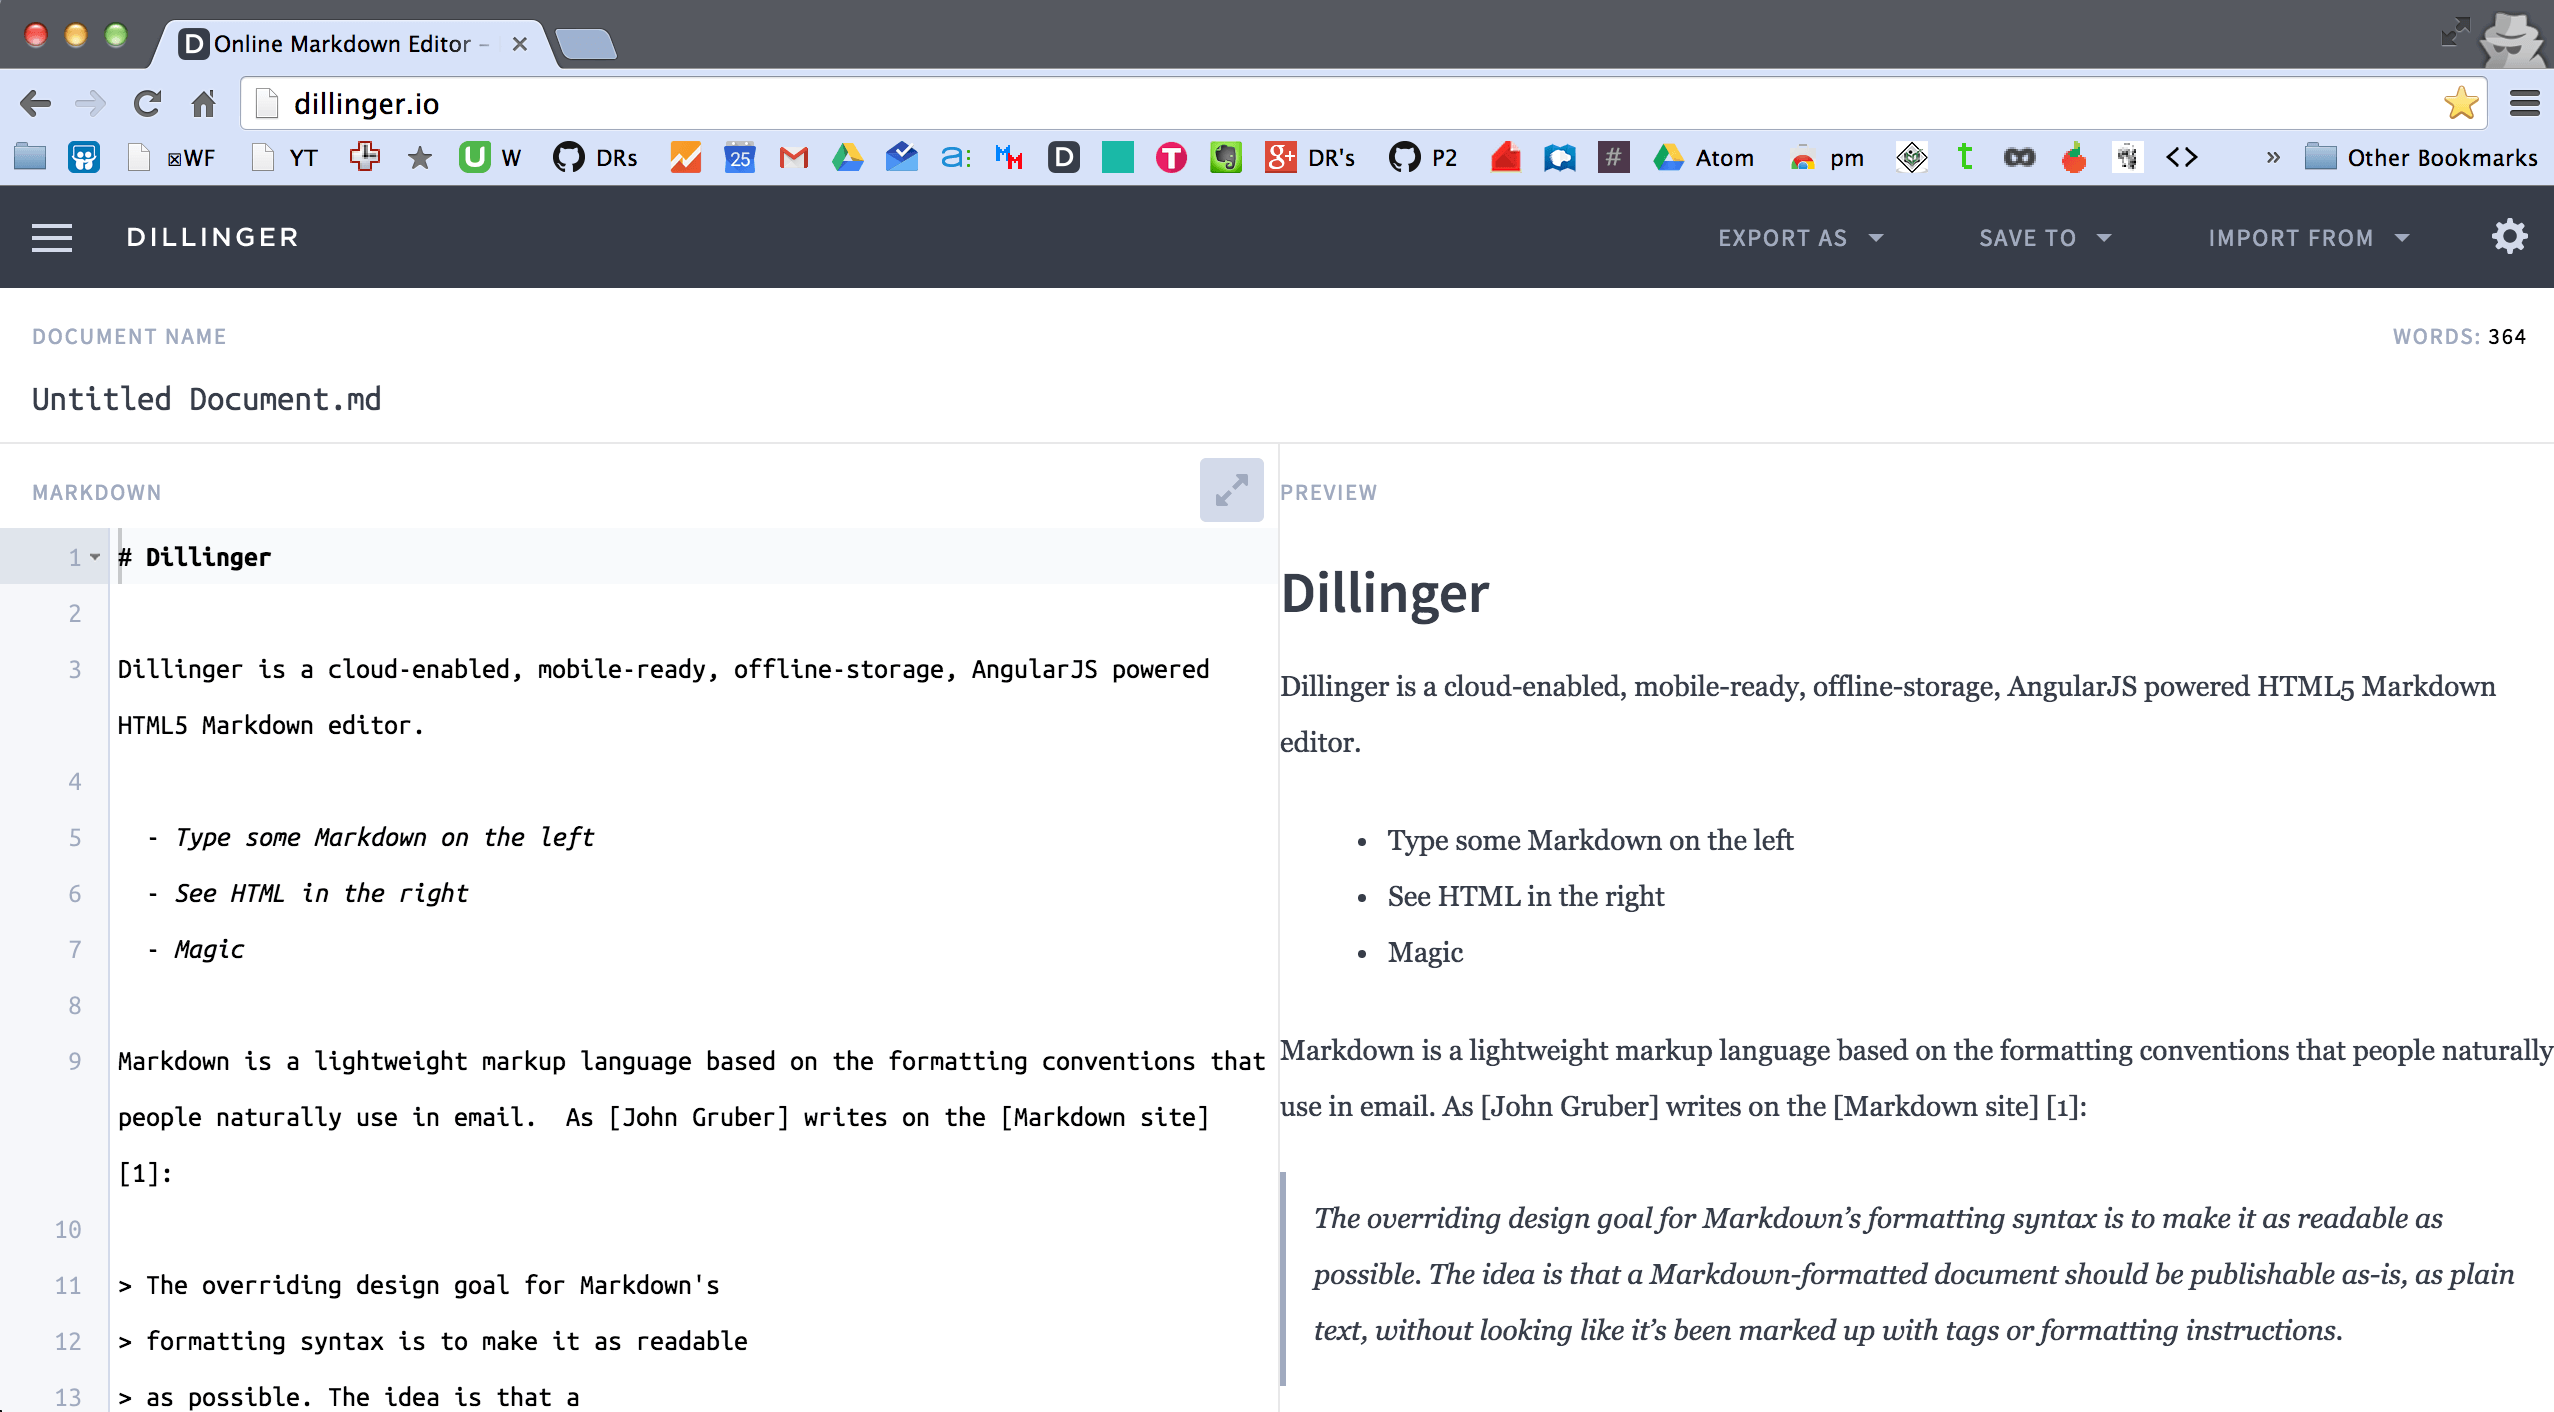 D Online Markdown Editor –
dillinger.io
WF YT U W DRs 25 a: MM D T g+ DR's P2 # Atom pm t <> » Other Bookmarks
DILLINGER EXPORT AS SAVE TO IMPORT FROM
DOCUMENT NAME WORDS: 364
Untitled Document.md
MARKDOWN
1 # Dillinger
2
3 Dillinger is a cloud-enabled, mobile-ready, offline-storage, AngularJS powered
HTML5 Markdown editor.
4
5 - Type some Markdown on the left
6 - See HTML in the right
7 - Magic
8
9 Markdown is a lightweight markup language based on the formatting conventions that
people naturally use in email.  As [John Gruber] writes on the [Markdown site]
[1]:
10
11 > The overriding design goal for Markdown's
12 > formatting syntax is to make it as readable
13 > as possible. The idea is that a
PREVIEW
Dillinger
Dillinger is a cloud-enabled, mobile-ready, offline-storage, AngularJS powered HTML5 Markdown
editor.
• Type some Markdown on the left
• See HTML in the right
• Magic
Markdown is a lightweight markup language based on the formatting conventions that people naturally
use in email. As [John Gruber] writes on the [Markdown site] [1]:
The overriding design goal for Markdown’s formatting syntax is to make it as readable as
possible. The idea is that a Markdown-formatted document should be publishable as-is, as plain
text, without looking like it’s been marked up with tags or formatting instructions.